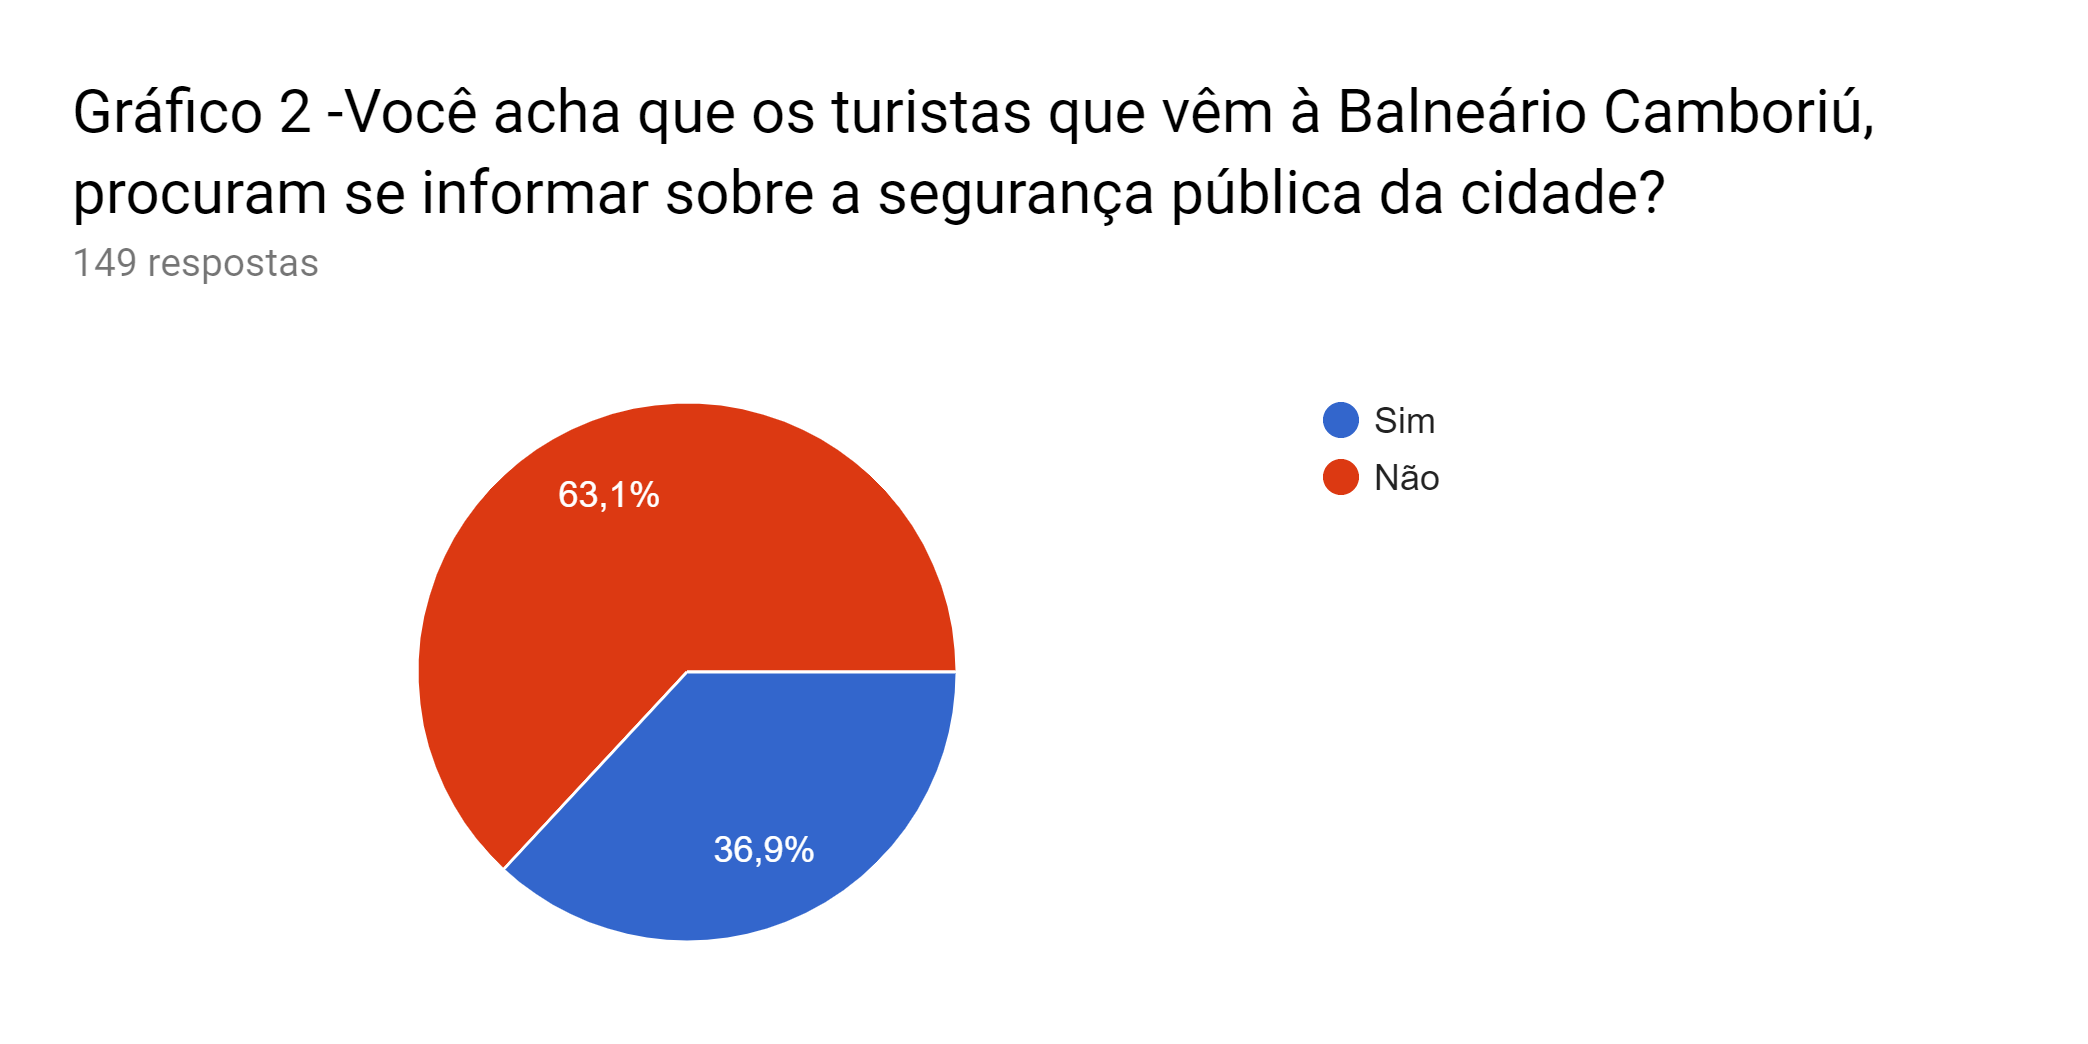 Gráfico 2 -Você acha que os turistas que vêm à Balneário Camboriú,
procuram se informar sobre a segurança pública da cidade?
149 respostas
Sim
Não
63,1%
36,9%